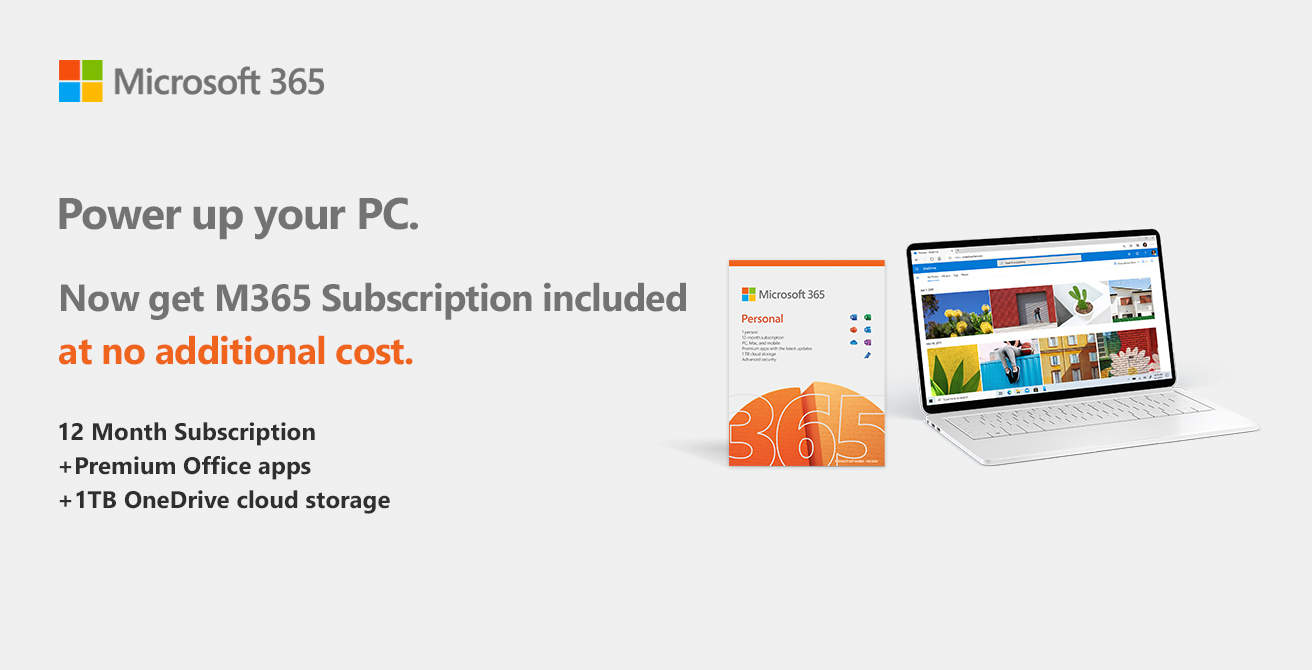 Microsoft 365
Power up your PC.
Now get M365 Subscription included
at no additional cost.
12 Month Subscription
+Premium Office apps
+1TB OneDrive cloud storage
Microsoft 365
Personal
1 person
12-month subscription
PC, Mac, and mobile
Premium apps with the latest updates
1 TB cloud storage
Advanced security
365
OneDrive